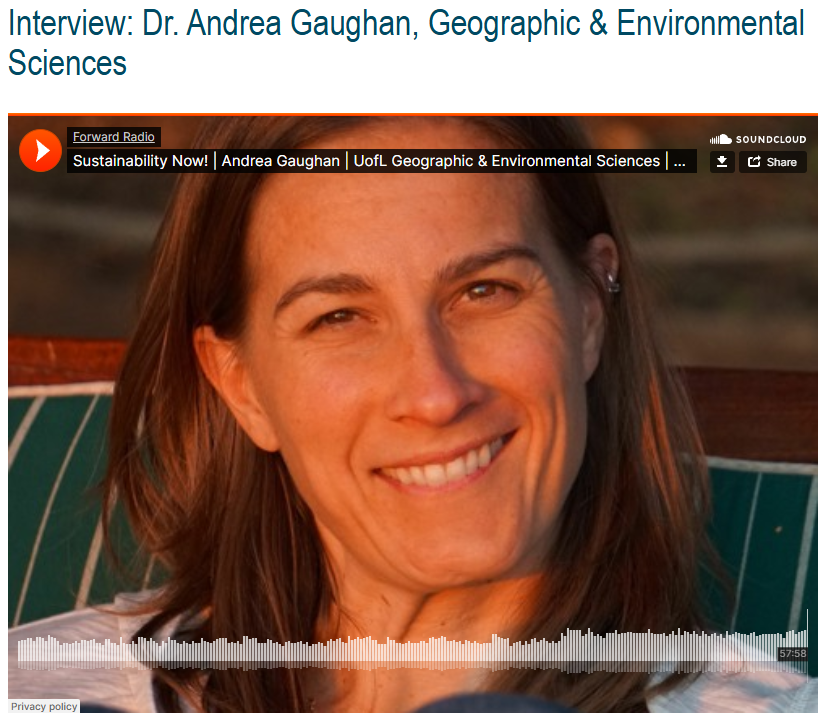 Interview: Dr. Andrea Gaughan, Geographic & Environmental
Sciences
Forward Radio
SOUNDCLOUD
Sustainability Now! | Andrea Gaughan | UofL Geographic & Environmental Sciences | ...
Share
57:58
Privacy policy